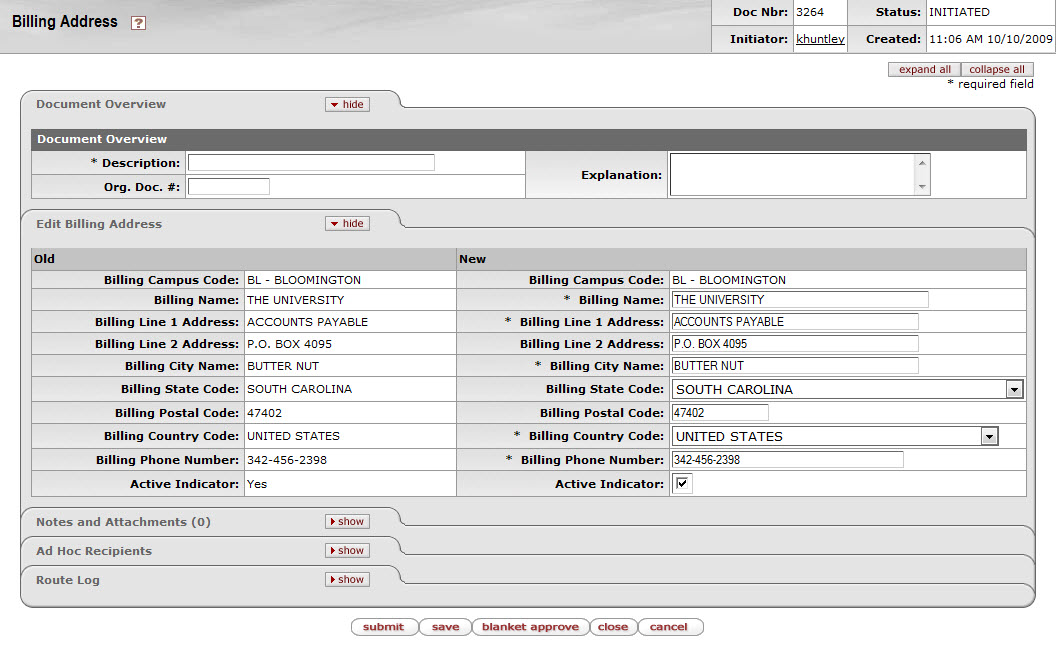 Billing Address ?
Doc Nbr: 3264 Status: INITIATED
Initiator: khuntley Created: 11:06 AM 10/10/2009
expand all collapse all
* required field
Document Overview hide
Document Overview
* Description:
Org. Doc. #:
Explanation:
Edit Billing Address hide
Old New
Billing Campus Code: BL - BLOOMINGTON Billing Campus Code: BL - BLOOMINGTON
Billing Name: THE UNIVERSITY * Billing Name: THE UNIVERSITY
Billing Line 1 Address: ACCOUNTS PAYABLE * Billing Line 1 Address: ACCOUNTS PAYABLE
Billing Line 2 Address: P.O. BOX 4095 Billing Line 2 Address: P.O. BOX 4095
Billing City Name: BUTTER NUT * Billing City Name: BUTTER NUT
Billing State Code: SOUTH CAROLINA Billing State Code: SOUTH CAROLINA
Billing Postal Code: 47402 Billing Postal Code: 47402
Billing Country Code: UNITED STATES * Billing Country Code: UNITED STATES
Billing Phone Number: 342-456-2398 * Billing Phone Number: 342-456-2398
Active Indicator: Yes Active Indicator:
Notes and Attachments (0) show
Ad Hoc Recipients show
Route Log show
submit save blanket approve close cancel